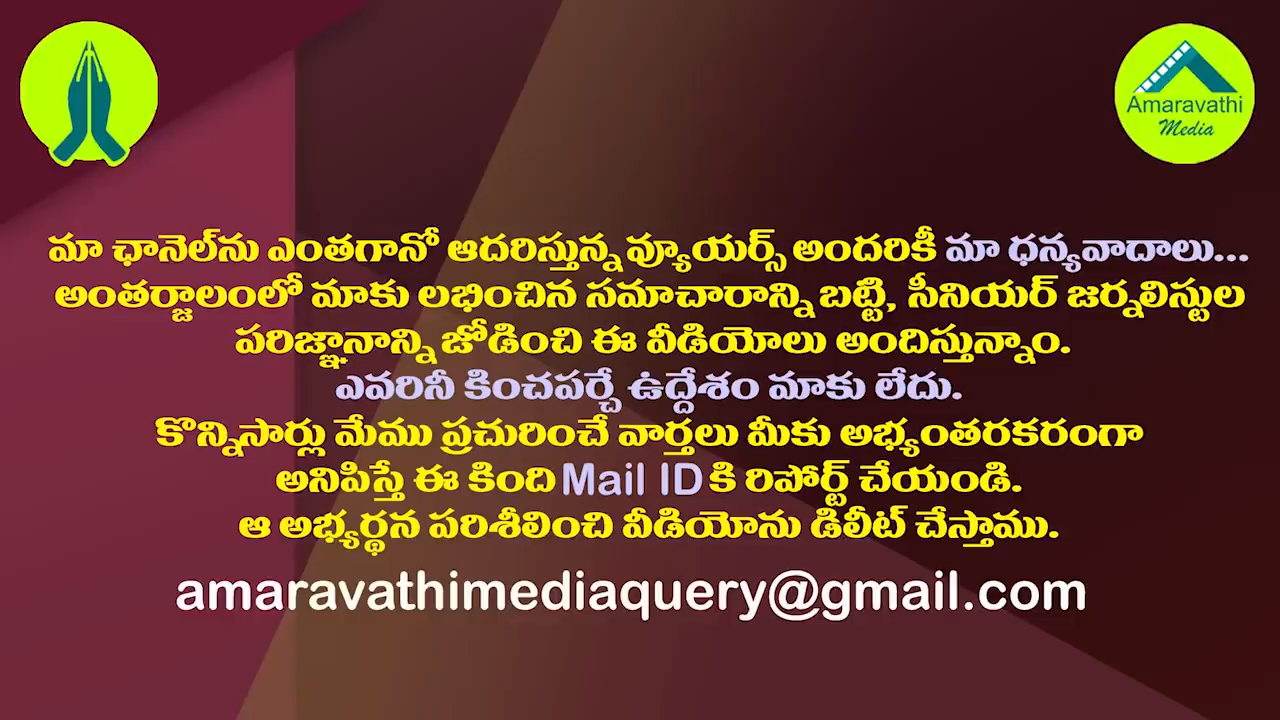 Amaravathi
Media
మా ఛానెల్‌ను ఎంతగానో ఆదరిస్తున్న వ్యూయర్స్ అందరికీ మా ధన్యవాదాలు...
అంతర్జాలంలో మాకు లభించిన సమాచారాన్ని బట్టి, సీనియర్ జర్నలిస్టుల
పరిజ్ఞానాన్ని జోడించి ఈ వీడియోలు అందిస్తున్నాం.
ఎవరినీ కించపర్చే ఉద్దేశం మాకు లేదు.
కొన్నిసార్లు మేము ప్రచురించే వార్తలు మీకు అభ్యంతరకరంగా
అనిపిస్తే ఈ కింది Mail ID కి రిపోర్ట్ చేయండి.
ఆ అభ్యర్థన పరిశీలించి వీడియోను డిలీట్ చేస్తాము.
amaravathimediaquery@gmail.com